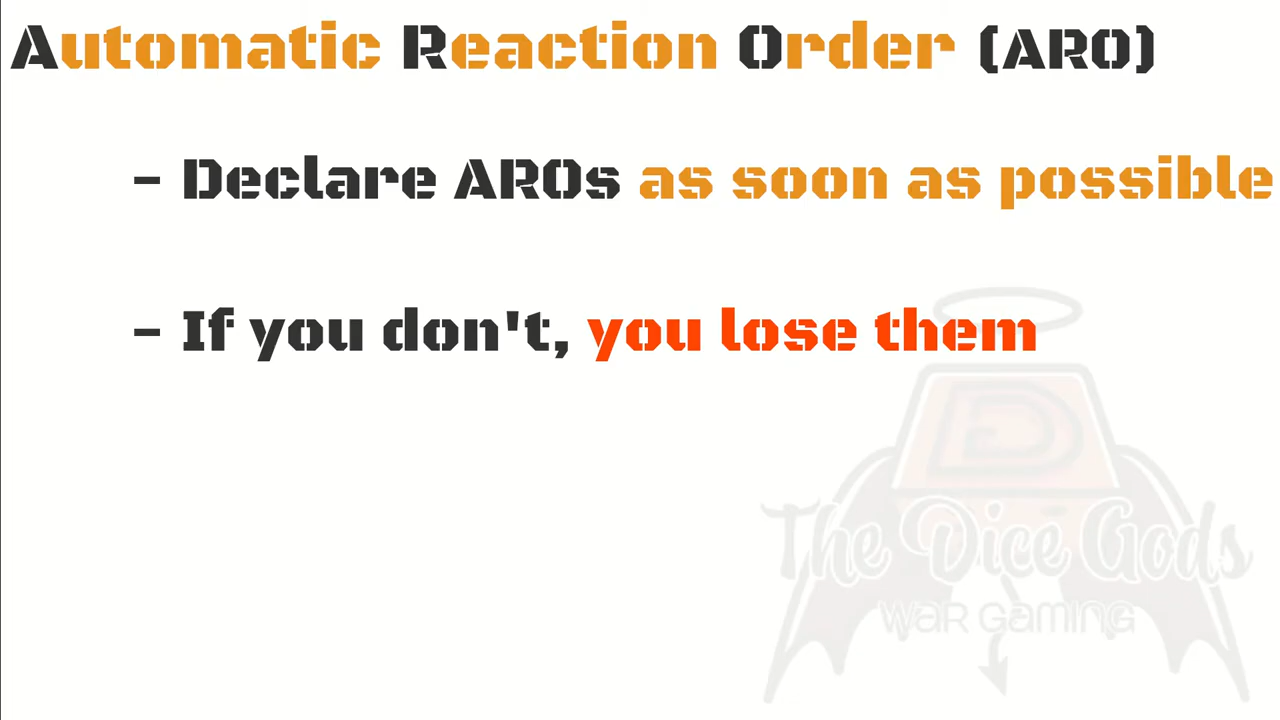 Automatic Reaction Order (ARO)
- Declare AROs as soon as possible
- If you don't, you lose them
D
The Dice Gods
WAR GAMING